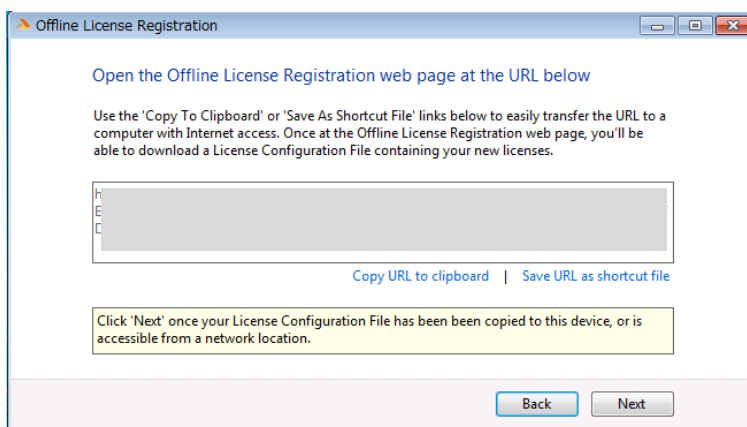 Offline License Registration
Open the Offline License Registration web page at the URL below
Use the 'Copy To Clipboard' or 'Save As Shortcut File' links below to easily transfer the URL to a
computer with Internet access. Once at the Offline License Registration web page, you'll be
able to download a License Configuration File containing your new licenses.
h
E
D
Copy URL to clipboard | Save URL as shortcut file
Click 'Next' once your License Configuration File has been been copied to this device, or is
accessible from a network location.
Back Next